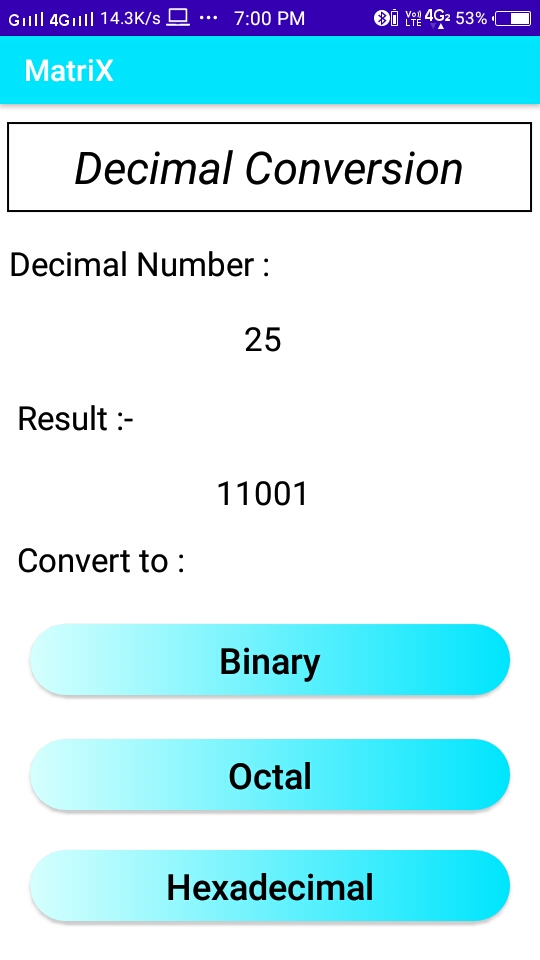 G 4G 14.3K/s ... 7:00 PM Vo) LTE 4G2 53%
MatriX
Decimal Conversion
Decimal Number :
25
Result :-
11001
Convert to :
Binary
Octal
Hexadecimal